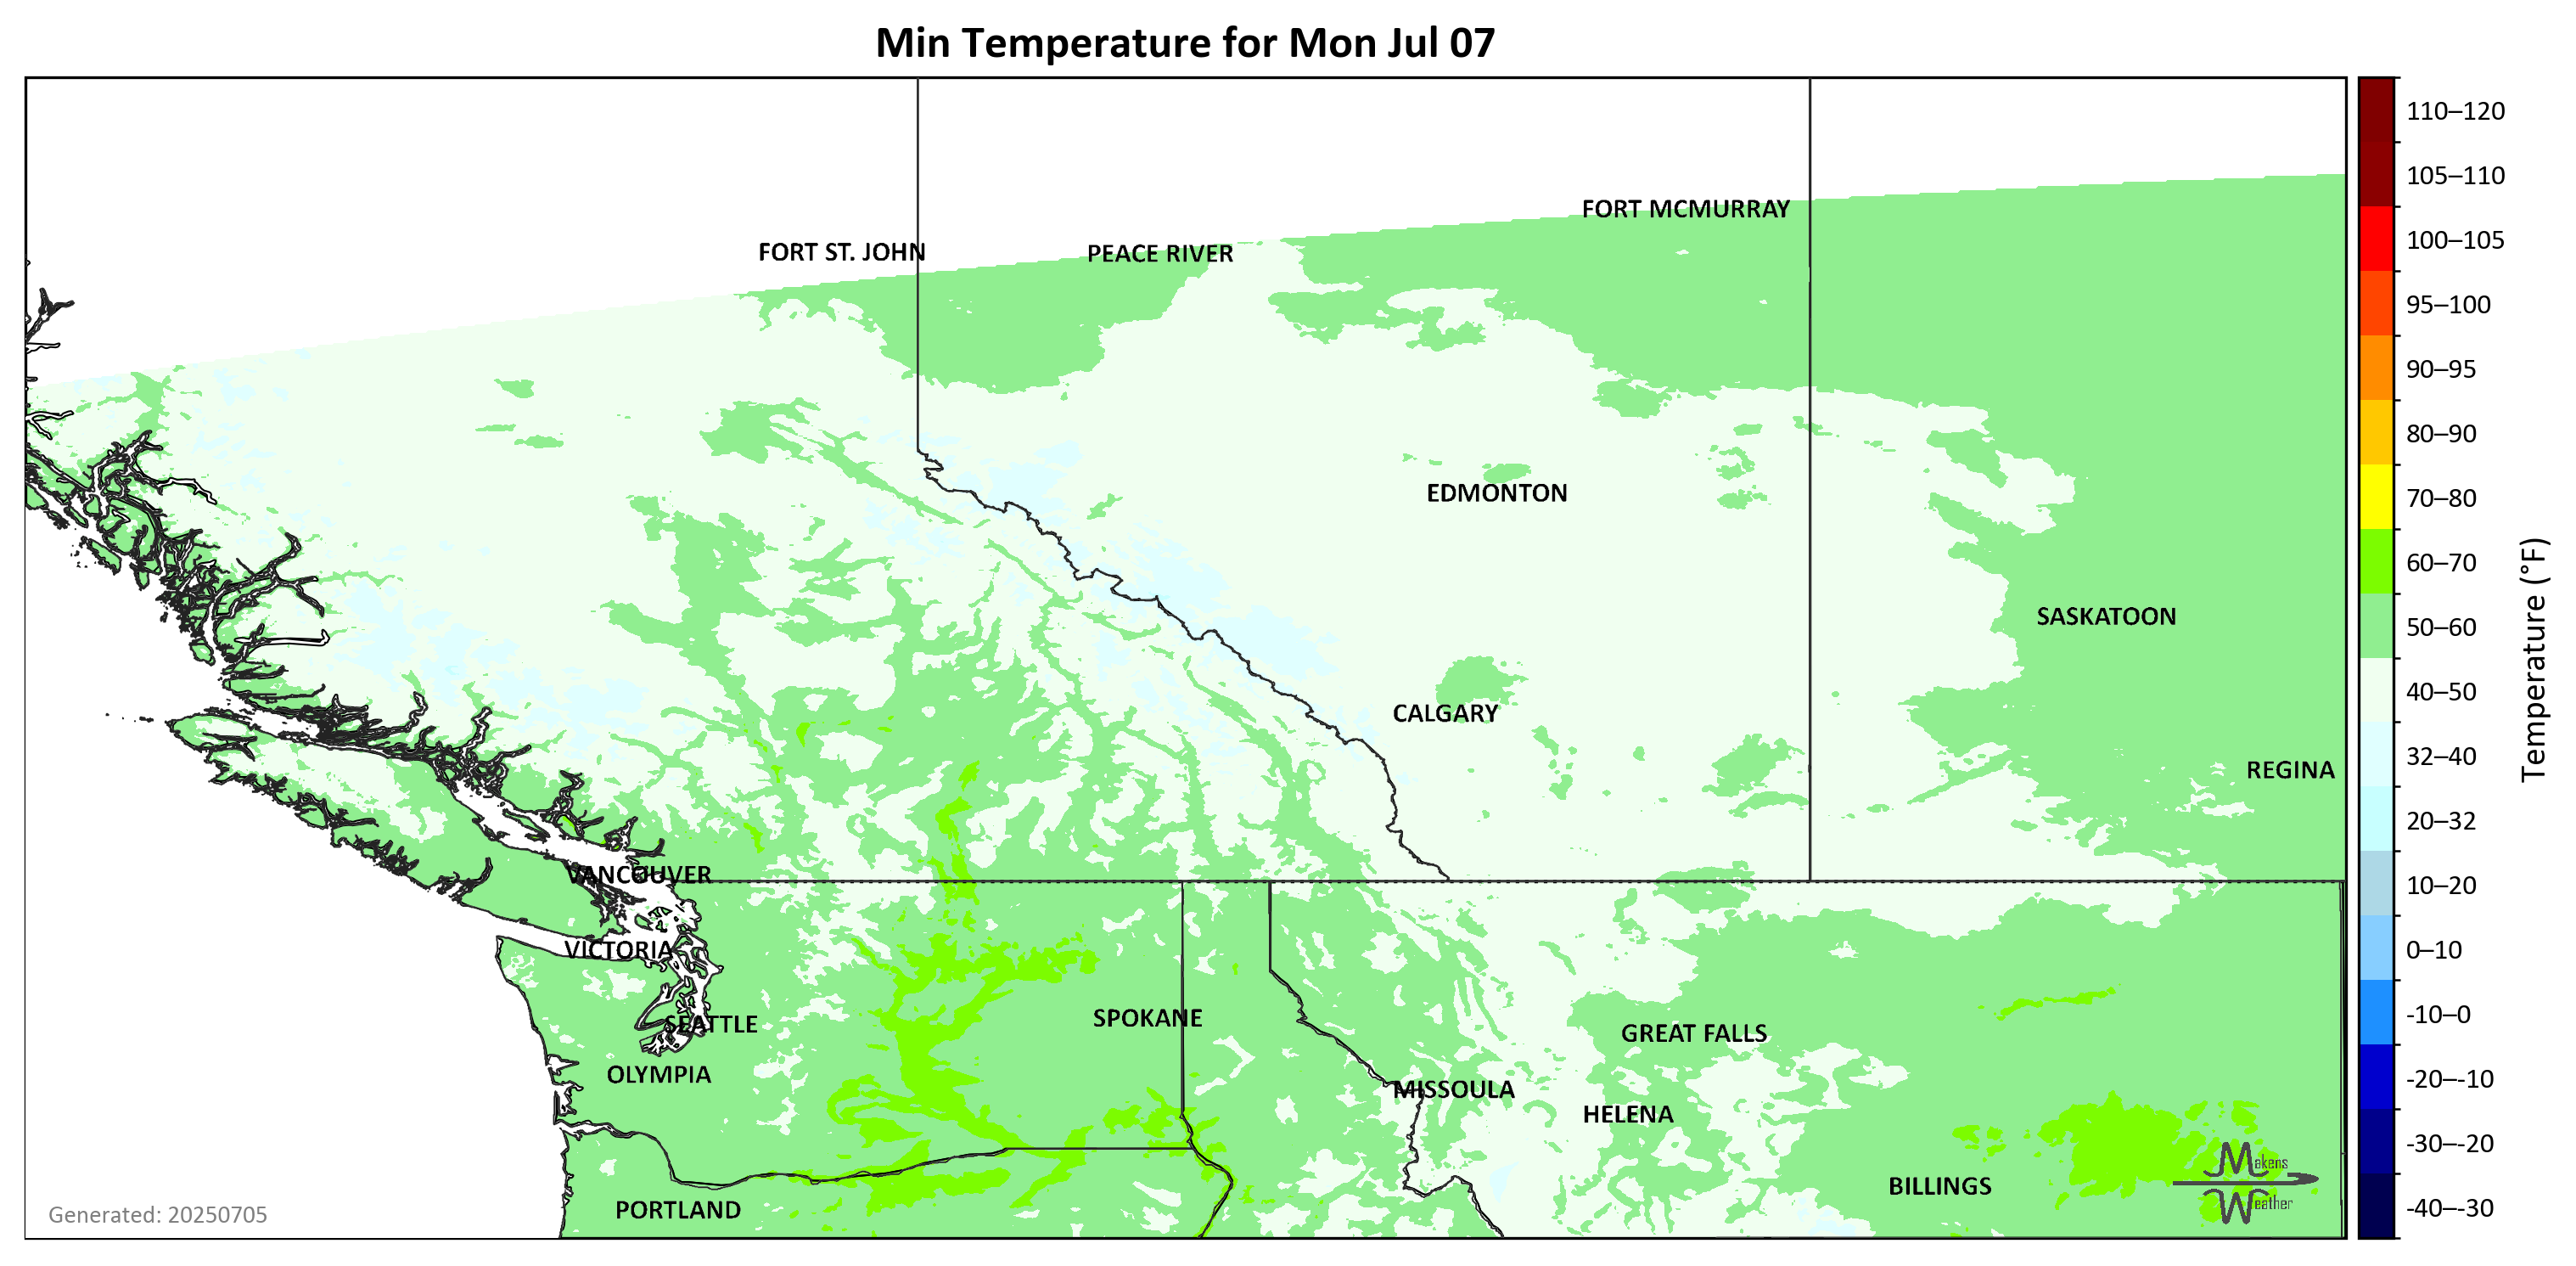 Min Temperature for Mon Jul 07
FORT MCMURRAY
FORT ST. JOHN
PEACE RIVER
EDMONTON
SASKATOON
CALGARY
REGINA
VANCOUVER
VICTORIA
SEATTLE
SPOKANE
GREAT FALLS
OLYMPIA
MISSOULA
HELENA
BILLINGS
PORTLAND
Makens
Weather
Generated: 20250705
110–120
105–110
100–105
95–100
90–95
80–90
70–80
60–70
50–60
40–50
32–40
20–32
10–20
0–10
-10–0
-20–-10
-30–-20
-40–-30
Temperature (°F)